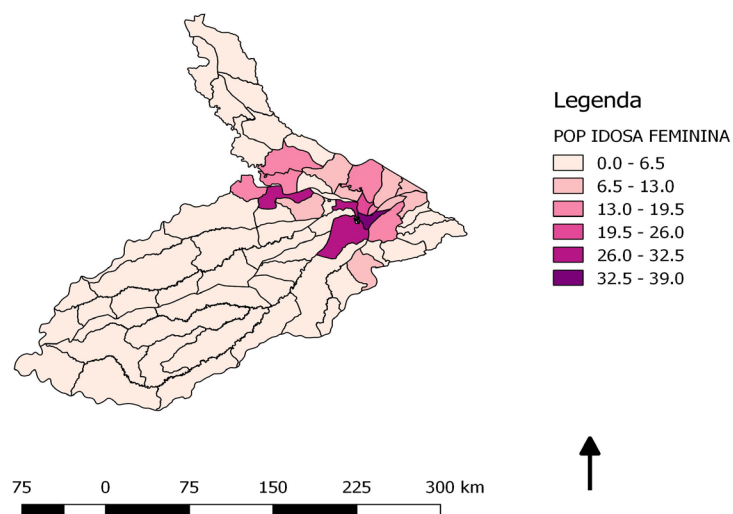 Legenda
POP IDOSA FEMININA
0.0 - 6.5
6.5 - 13.0
13.0 - 19.5
19.5 - 26.0
26.0 - 32.5
32.5 - 39.0
75 0 75 150 225 300 km